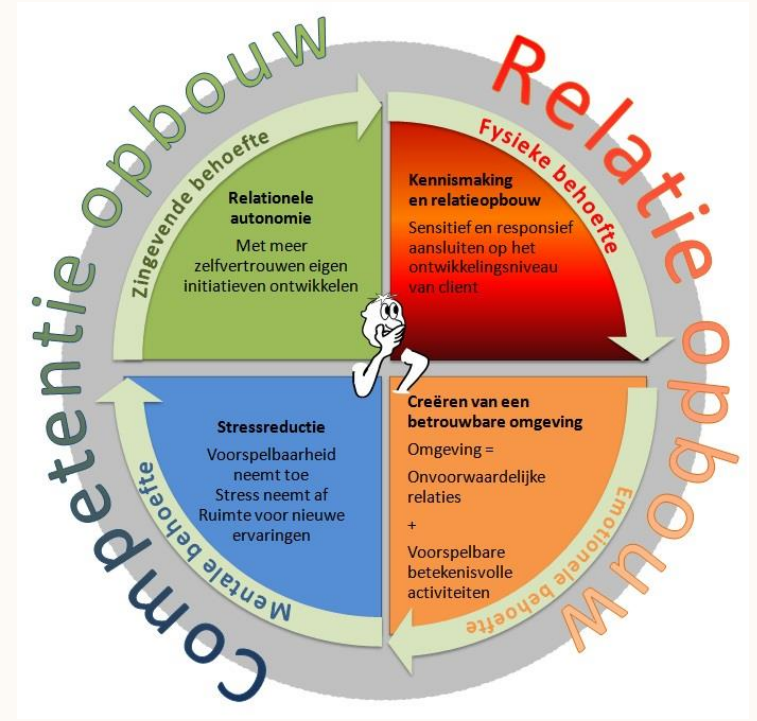 Relatie opbouw
Fysieke behoefte
Kennismaking
en relatieopbouw
Sensitief en responsief
aansluiten op het
ontwikkelingsniveau
van client
Emotionele behoefte
Creëren van een
betrouwbare omgeving
Omgeving =
Onvoorwaardelijke
relaties
+
Voorspelbare
betekenisvolle
activiteiten
Competentie opbouw
Mentale behoefte
Stressreductie
Voorspelbaarheid
neemt toe
Stress neemt af
Ruimte voor nieuwe
ervaringen
Zingevende behoefte
Relationele
autonomie
Met meer
zelfvertrouwen eigen
initiatieven ontwikkelen